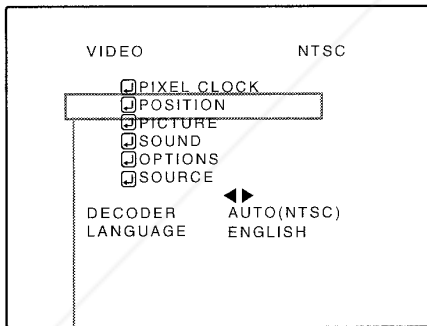 VIDEO NTSC
PIXEL CLOCK
POSITION
PICTURE
SOUND
OPTIONS
SOURCE
DECODER AUTO(NTSC)
LANGUAGE ENGLISH